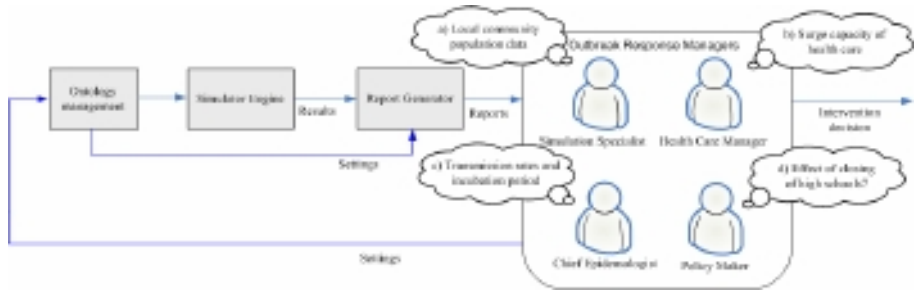 a) Local community
population data
Outbreak Response Managers
b) Surge capacity of
health care
Ontology
management
Simulator Engine
Results
Report Generator
Reports
Simulation Specialist
Health Care Manager
Intervention
decision
Settings
c) Transmission rates and
incubation period
d) Effect of closing
of high schools?
Settings
Chief Epidemiologist
Policy Maker